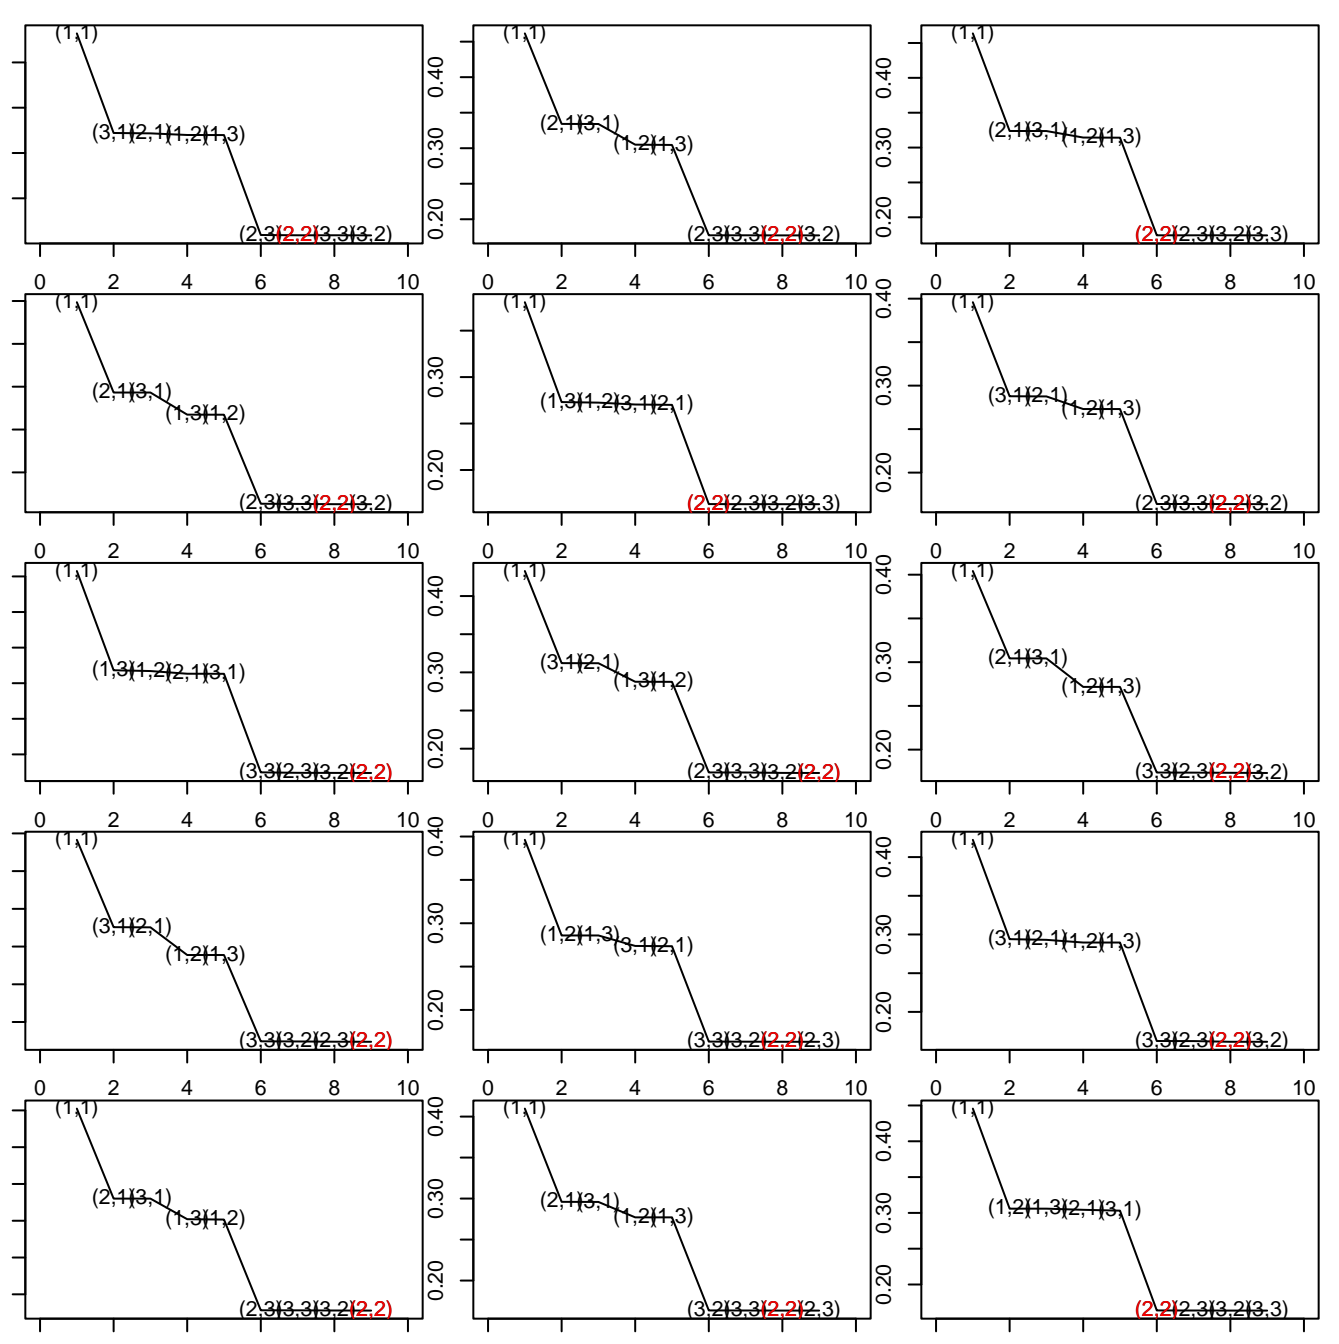 (1,1) (1,1) (1,1)
0.40 0.40
(3,1) (2,1) (1,2) (1,3) (2,1) (3,1) (2,1) (3,1)
0.30 (1,2) (1,3) 0.30 (1,2) (1,3)
0.20 0.20
(2,3) (2,2) (3,3) (3,2) (2,3) (3,3) (2,2) (3,2) (2,2) (2,3) (3,2) (3,3)
0 2 4 6 8 10 0 2 4 6 8 10 0 2 4 6 8 10
(1,1) (1,1) 0.40 (1,1)
0.30 0.30
(2,1) (3,1) (1,3) (1,2) (3,1) (2,1) (3,1) (2,1)
(1,3) (1,2) (1,2) (1,3)
0.20 0.20
(2,3) (3,3) (2,2) (3,2) (2,2) (2,3) (3,2) (3,3) (2,3) (3,3) (2,2) (3,2)
0 2 4 6 8 10 0 2 4 6 8 10 0 2 4 6 8 10
(1,1) (1,1) 0.40 (1,1)
0.40
(1,3) (1,2) (2,1) (3,1) 0.30 (3,1) (2,1) 0.30 (2,1) (3,1)
(1,3) (1,2) (1,2) (1,3)
0.20 0.20
(3,3) (2,3) (3,2) (2,2) (2,3) (3,3) (3,2) (2,2) (3,3) (2,3) (2,2) (3,2)
0 2 4 6 8 10 0 2 4 6 8 10 0 2 4 6 8 10
(1,1) 0.40 (1,1) (1,1)
0.40
(3,1) (2,1) 0.30 (1,2) (1,3) 0.30 (3,1) (2,1) (1,2) (1,3)
(1,2) (1,3) (3,1) (2,1)
0.20 0.20
(3,3) (3,2) (2,3) (2,2) (3,3) (3,2) (2,2) (2,3) (3,3) (2,3) (2,2) (3,2)
0 2 4 6 8 10 0 2 4 6 8 10 0 2 4 6 8 10
(1,1) 0.40 (1,1) (1,1)
0.40
(2,1) (3,1) 0.30 (2,1) (3,1) 0.30 (1,2) (1,3) (2,1) (3,1)
(1,3) (1,2) (1,2) (1,3)
0.20 0.20
(2,3) (3,3) (3,2) (2,2) (3,2) (3,3) (2,2) (2,3) (2,2) (2,3) (3,2) (3,3)